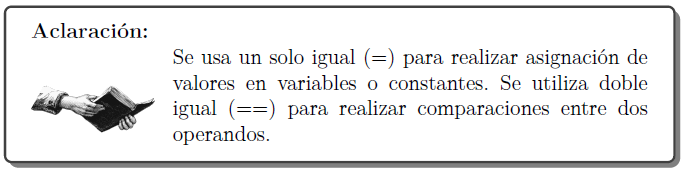 Aclaración:
Se usa un solo igual (=) para realizar asignación de
valores en variables o constantes. Se utiliza doble
igual (==) para realizar comparaciones entre dos
operandos.